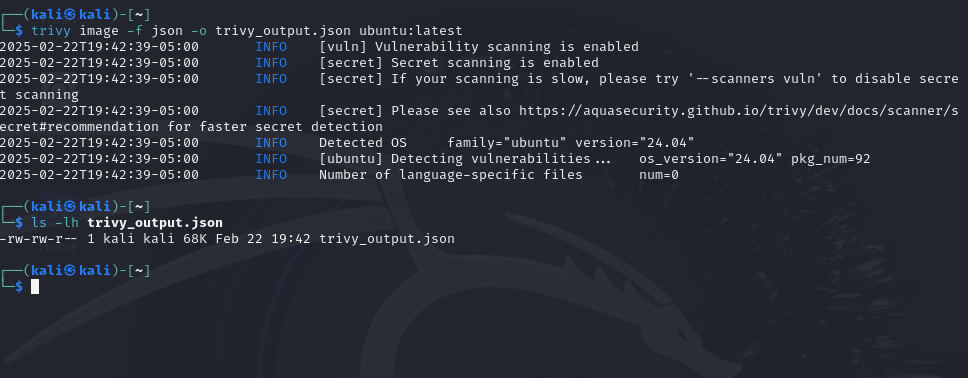 ┌──(kali㉿kali)-[~]
└─$ trivy image -f json -o trivy_output.json ubuntu:latest
2025-02-22T19:42:39-05:00       INFO    [vuln] Vulnerability scanning is enabled
2025-02-22T19:42:39-05:00       INFO    [secret] Secret scanning is enabled
2025-02-22T19:42:39-05:00       INFO    [secret] If your scanning is slow, please try '--scanners vuln' to disable secre
t scanning
2025-02-22T19:42:39-05:00       INFO    [secret] Please see also https://aquasecurity.github.io/trivy/dev/docs/scanner/s
ecret#recommendation for faster secret detection
2025-02-22T19:42:39-05:00       INFO    Detected OS     family="ubuntu" version="24.04"
2025-02-22T19:42:39-05:00       INFO    [ubuntu] Detecting vulnerabilities...   os_version="24.04" pkg_num=92
2025-02-22T19:42:39-05:00       INFO    Number of language-specific files       num=0
┌──(kali㉿kali)-[~]
└─$ ls -lh trivy_output.json
-rw-rw-r-- 1 kali kali 68K Feb 22 19:42 trivy_output.json
┌──(kali㉿kali)-[~]
└─$